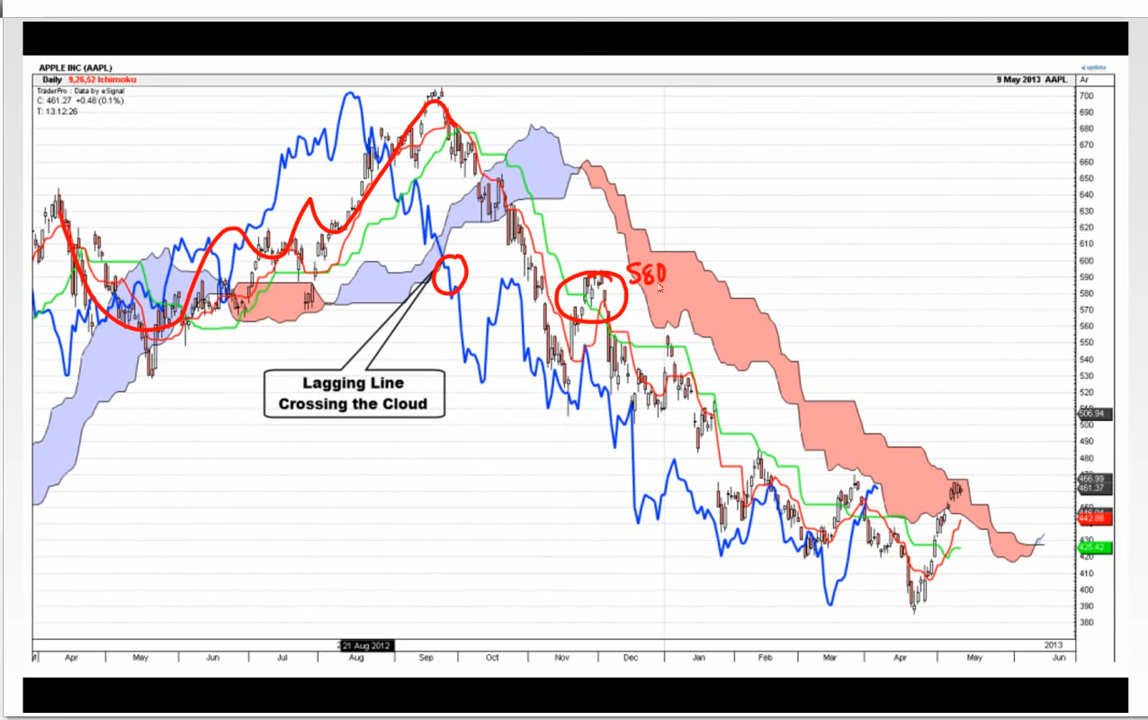 APPLE INC (AAPL)
update
Daily 9,26,52 Ichimoku
9 May 2013 AAPL
Ar
TraderPro : Data by eSignal
C: 461.27 +0.48 (0.1%)
T: 13:12:26
700
690
680
670
660
650
640
630
620
610
600
590
580
580
570
560
550
540
530
520
510
506.94
500
490
480
466.99
461.37
442.88
425.42
420
410
400
390
380
Lagging Line
Crossing the Cloud
21 Aug 2012
2013
Apr
May
Jun
Jul
Aug
Sep
Oct
Nov
Dec
Jan
Feb
Mar
Apr
May
Jun